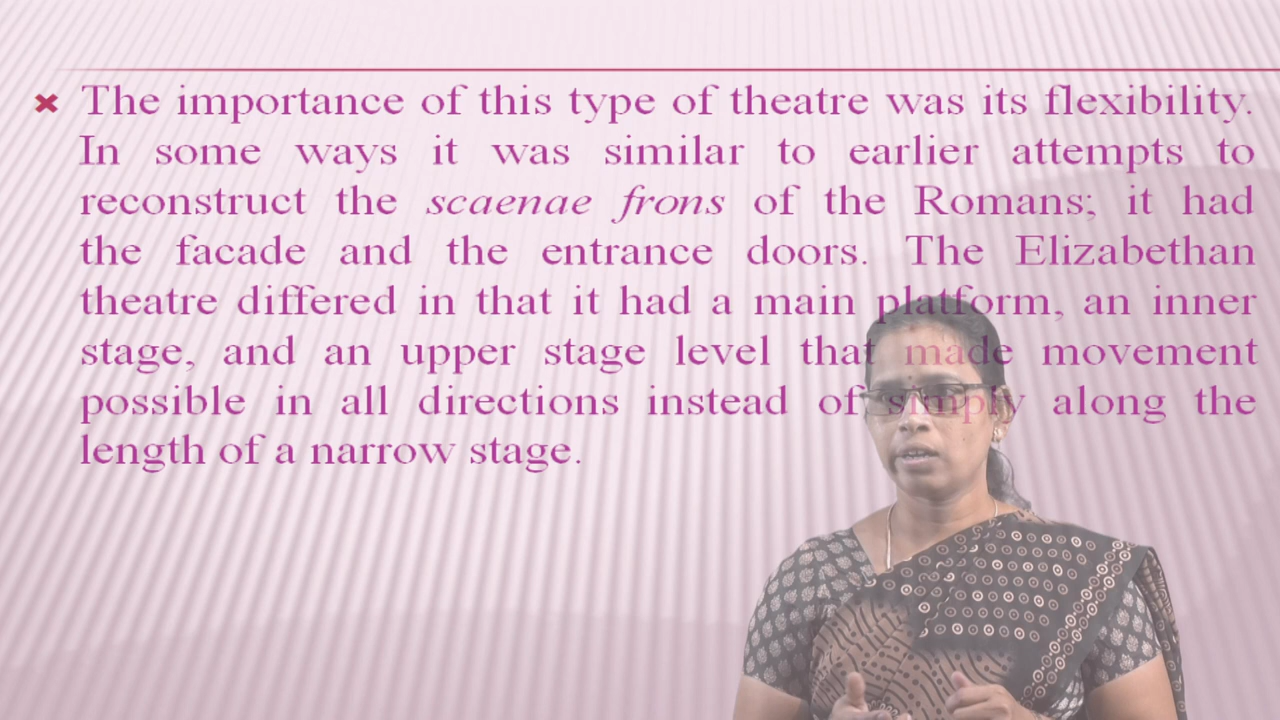 The importance of this type of theatre was its flexibility.
In some ways it was similar to earlier attempts to
reconstruct the scaenae frons of the Romans; it had
the facade and the entrance doors. The Elizabethan
theatre differed in that it had a main platform, an inner
stage, and an upper stage level that made movement
possible in all directions instead of simply along the
length of a narrow stage.